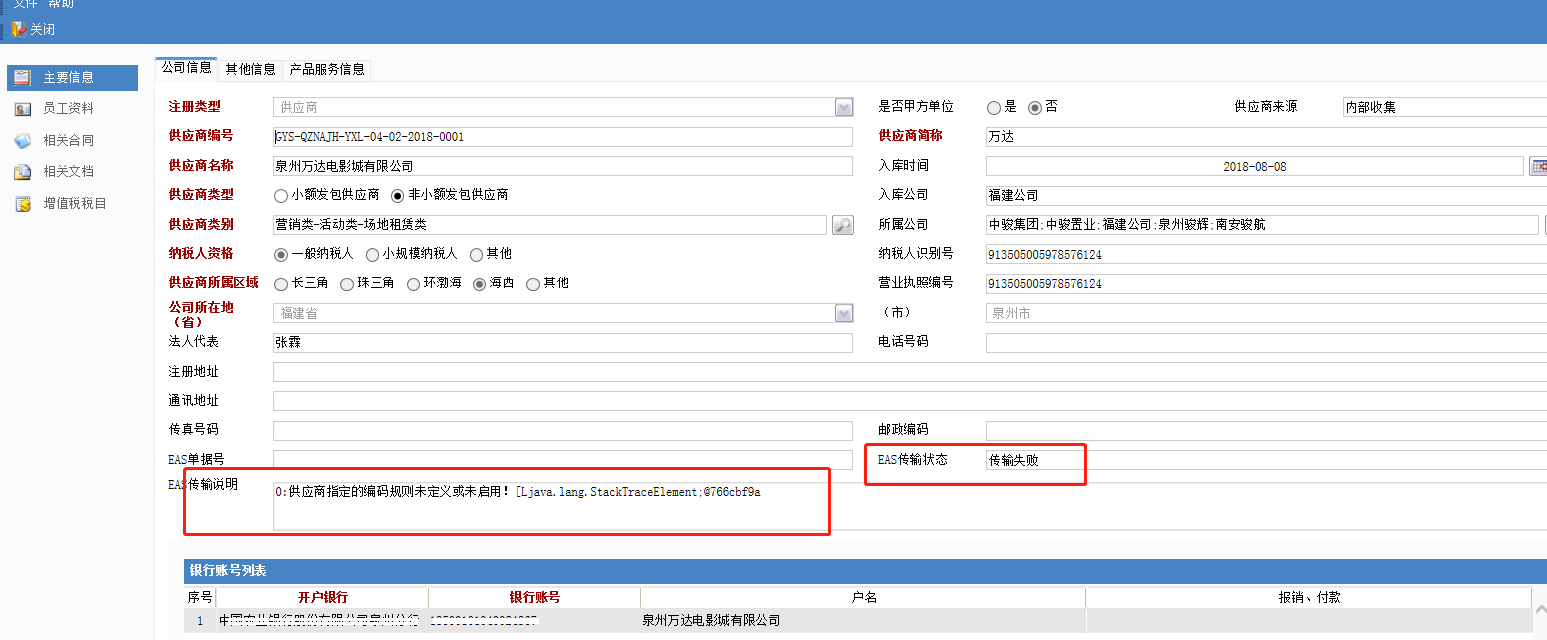 文件 帮助
关闭
主要信息
员工资料
相关合同
相关文档
增值税税目
公司信息 其他信息 产品服务信息
注册类型 供应商 是否甲方单位 是 否 供应商来源 内部收集
供应商编号 GYS-QZNAJH-YXL-04-02-2018-0001 供应商简称 万达
供应商名称 泉州万达电影城有限公司 入库时间 2018-08-08
供应商类型 小额发包供应商 非小额发包供应商 入库公司 福建公司
供应商类别 营销类-活动类-场地租赁类 所属公司 中骏集团;中骏置业;福建公司;泉州骏辉;南安骏航
纳税人资格 一般纳税人 小规模纳税人 其他 纳税人识别号 913505005978576124
供应商所属区域 长三角 珠三角 环渤海 海西 其他 营业执照编号 913505005978576124
公司所在地
（省） 福建省 （市） 泉州市
法人代表 张霖 电话号码
注册地址
通讯地址
传真号码 邮政编码
EAS单据号 EAS传输状态 传输失败
EAS传输说明 0:供应商指定的编码规则未定义或未启用！[Ljava.lang.StackTraceElement;@766cbf9a
银行账号列表
序号 开户银行 银行账号 户名 报销、付款
1 泉州万达电影城有限公司